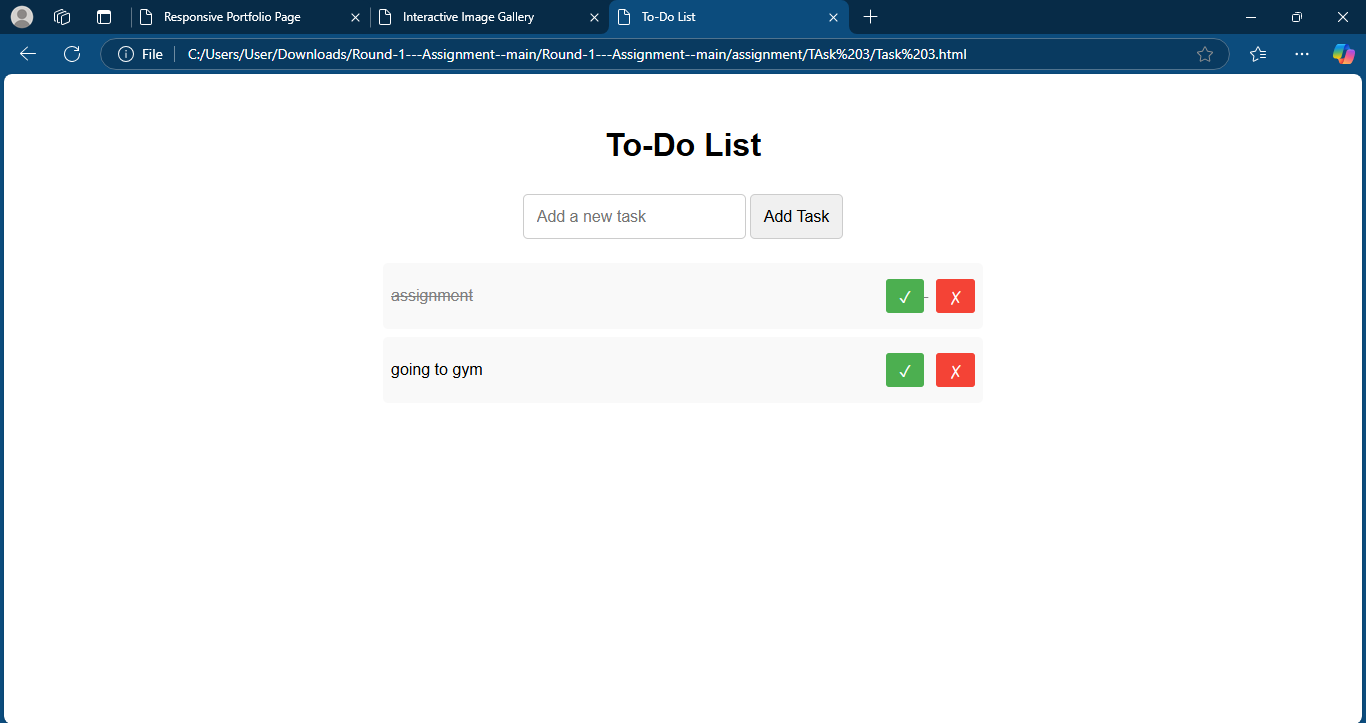 Responsive Portfolio Page
Interactive Image Gallery
To-Do List
File
C:/Users/User/Downloads/Round-1---Assignment--main/Round-1---Assignment--main/assignment/TAsk%203/Task%203.html
To-Do List
Add a new task
Add Task
assignment
✓
✗
going to gym
✓
✗